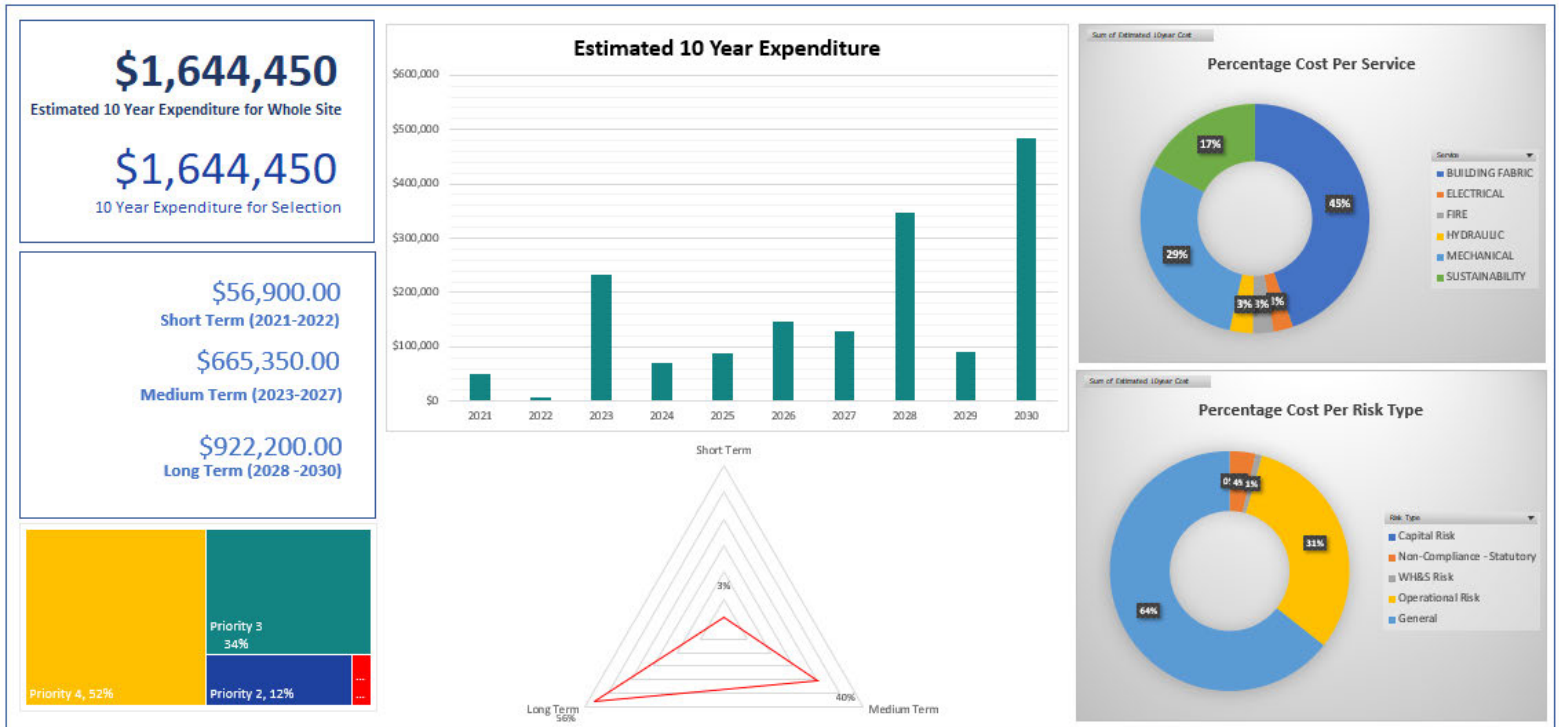 $1,644,450
Estimated 10 Year Expenditure for Whole Site
$1,644,450
10 Year Expenditure for Selection
$56,900.00
Short Term (2021-2022)
$665,350.00
Medium Term (2023-2027)
$922,200.00
Long Term (2028 -2030)
Priority 4, 52%
Priority 3
34%
Priority 2, 12%
...
...
Estimated 10 Year Expenditure
$600,000
$500,000
$400,000
$300,000
$200,000
$100,000
$0
2021 2022 2023 2024 2025 2026 2027 2028 2029 2030
Short Term
3%
40%
Medium Term
Long Term
56%
Sum of Estimated 10year Cost
Percentage Cost Per Service
17%
45%
29%
3%
3%
Service
BUILDING FABRIC
ELECTRICAL
FIRE
HYDRAULIC
MECHANICAL
SUSTAINABILITY
Sum of Estimated 10year Cost
Percentage Cost Per Risk Type
1%
31%
64%
Risk Type
Capital Risk
Non-Compliance - Statutory
WH&S Risk
Operational Risk
General